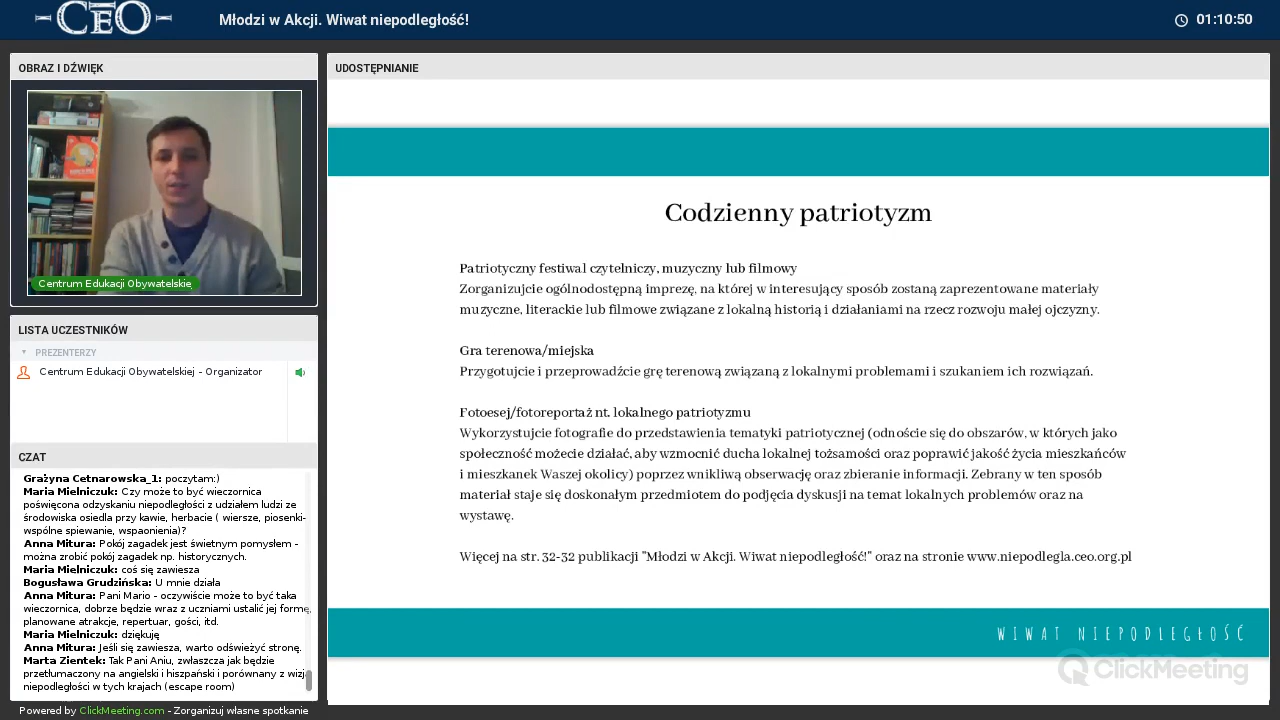 CEO
Młodzi w Akcji. Wiwat niepodległość!
01:10:50
OBRAZ I DŹWIĘK
Centrum Edukacji Obywatelskiej
LISTA UCZESTNIKÓW
PREZENTERZY
Centrum Edukacji Obywatelskiej - Organizator
CZAT
Grażyna Cetnarowska_1: poczytam:)
Maria Mielniczuk: Czy może to być wieczornica
poświęcona odzyskaniu niepodległości z udziałem ludzi ze
środowiska osiedla przy kawie, herbacie ( wiersze, piosenki-
wspólne spiewanie, wspaonienia)?
Anna Mitura: Pokój zagadek jest świetnym pomysłem -
można zrobić pokój zagadek np. historycznych.
Maria Mielniczuk: coś się zawiesza
Bogusława Grudzińska: U mnie działa
Anna Mitura: Pani Mario - oczywiście może to być taka
wieczornica, dobrze będzie wraz z uczniami ustalić jej formę,
planowane atrakcje, repertuar, gości, itd.
Maria Mielniczuk: dziękuję
Anna Mitura: Jeśli się zawiesza, warto odświeżyć stronę.
Marta Zientek: Tak Pani Aniu, zwłaszcza jak będzie
przetłumaczony na angielski i hiszpański i porównany z wizj
niepodległości w tych krajach (escape room)
Powered by ClickMeeting.com - Zorganizuj własne spotkanie
UDOSTĘPNIANIE
Codzienny patriotyzm
Patriotyczny festiwal czytelniczy, muzyczny lub filmowy
Zorganizujcie ogólnodostępną imprezę, na której w interesujący sposób zostaną zaprezentowane materiały
muzyczne, literackie lub filmowe związane z lokalną historią i działaniami na rzecz rozwoju małej ojczyzny.
Gra terenowa/miejska
Przygotujcie i przeprowadźcie grę terenową związaną z lokalnymi problemami i szukaniem ich rozwiązań.
Fotoesej/fotoreportaż nt. lokalnego patriotyzmu
Wykorzystujcie fotografie do przedstawienia tematyki patriotycznej (odnoście się do obszarów, w których jako
społeczność możecie działać, aby wzmocnić ducha lokalnej tożsamości oraz poprawić jakość życia mieszkańców
i mieszkanek Waszej okolicy) poprzez wnikliwą obserwację oraz zbieranie informacji. Zebrany w ten sposób
materiał staje się doskonałym przedmiotem do podjęcia dyskusji na temat lokalnych problemów oraz na
wystawę.
Więcej na str. 32-32 publikacji "Młodzi w Akcji. Wiwat niepodległość!" oraz na stronie www.niepodlegla.ceo.org.pl
WIWAT NIEPODLEGŁOŚĆ
ClickMeeting